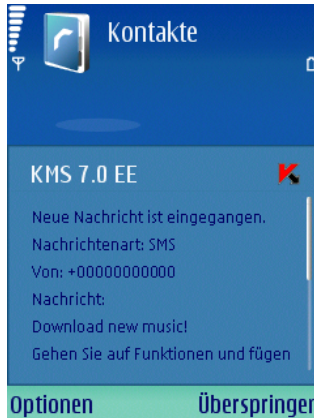 Kontakte
KMS 7.0 EE
Neue Nachricht ist eingegangen.
Nachrichtenart: SMS
Von: +00000000000
Nachricht:
Download new music!
Gehen Sie auf Funktionen und fügen
Optionen Überspringen